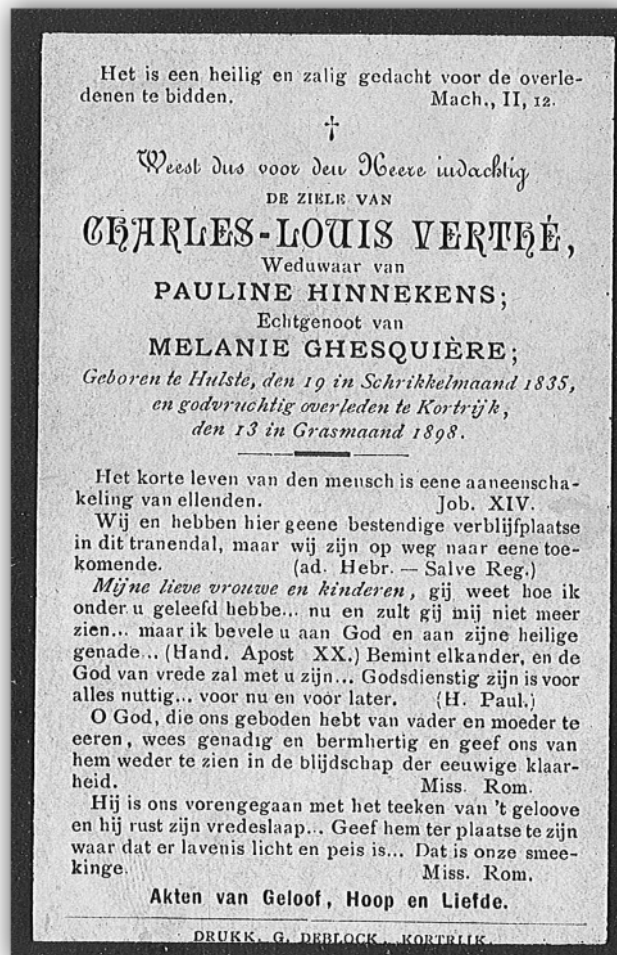 Het is een heilig en zalig gedacht voor de overle-
denen te bidden. Mach., II, 12.
†
Weest dus voor den Heere indachtig
DE ZIELE VAN
CHARLES-LOUIS VERTHÉ,
Weduwaar van
PAULINE HINNEKENS;
Echtgenoot van
MELANIE GHESQUIÈRE;
Geboren te Hulste, den 19 in Schrikkelmaand 1835,
en godvruchtig overleden te Kortrijk,
den 13 in Grasmaand 1898.
Het korte leven van den mensch is eene aaneenscha-
keling van ellenden. Job. XIV.
Wij en hebben hier geene bestendige verblijfplaatse
in dit tranendal, maar wij zijn op weg naar eene toe-
komende. (ad. Hebr. — Salve Reg.)
Mijne lieve vrouwe en kinderen, gij weet hoe ik
onder u geleefd hebbe... nu en zult gij mij niet meer
zien... maar ik bevele u aan God en aan zijne heilige
genade... (Hand. Apost XX.) Bemint elkander, en de
God van vrede zal met u zijn... Godsdienstig zijn is voor
alles nuttig... voor nu en voor later. (H. Paul.)
O God, die ons geboden hebt van vader en moeder te
eeren, wees genadig en bermhertig en geef ons van
hem weder te zien in de blijdschap der eeuwige klaar-
heid. Miss. Rom.
Hij is ons vorengegaan met het teeken van 't geloove
en hij rust zijn vredeslaap... Geef hem ter plaatse te zijn
waar dat er lavenis licht en peis is... Dat is onze smee-
kinge. Miss. Rom.
Akten van Geloof, Hoop en Liefde.
DRUKK. G. DEBLOCK, KORTRIJK.